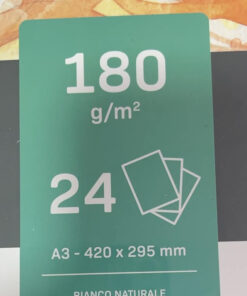 180
g/m²
24
A3 - 420 x 295 mm
BIANCO NATURALE